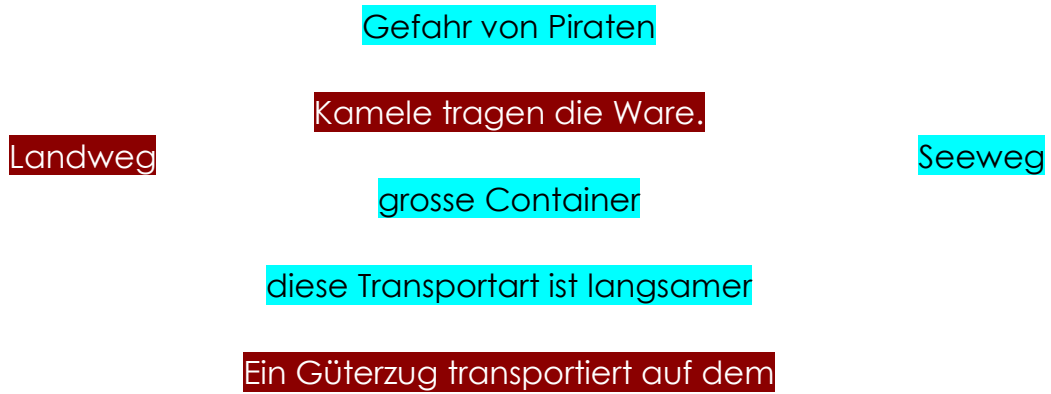 Gefahr von Piraten
Kamele tragen die Ware.
Landweg
Seeweg
grosse Container
diese Transportart ist langsamer
Ein Güterzug transportiert auf dem